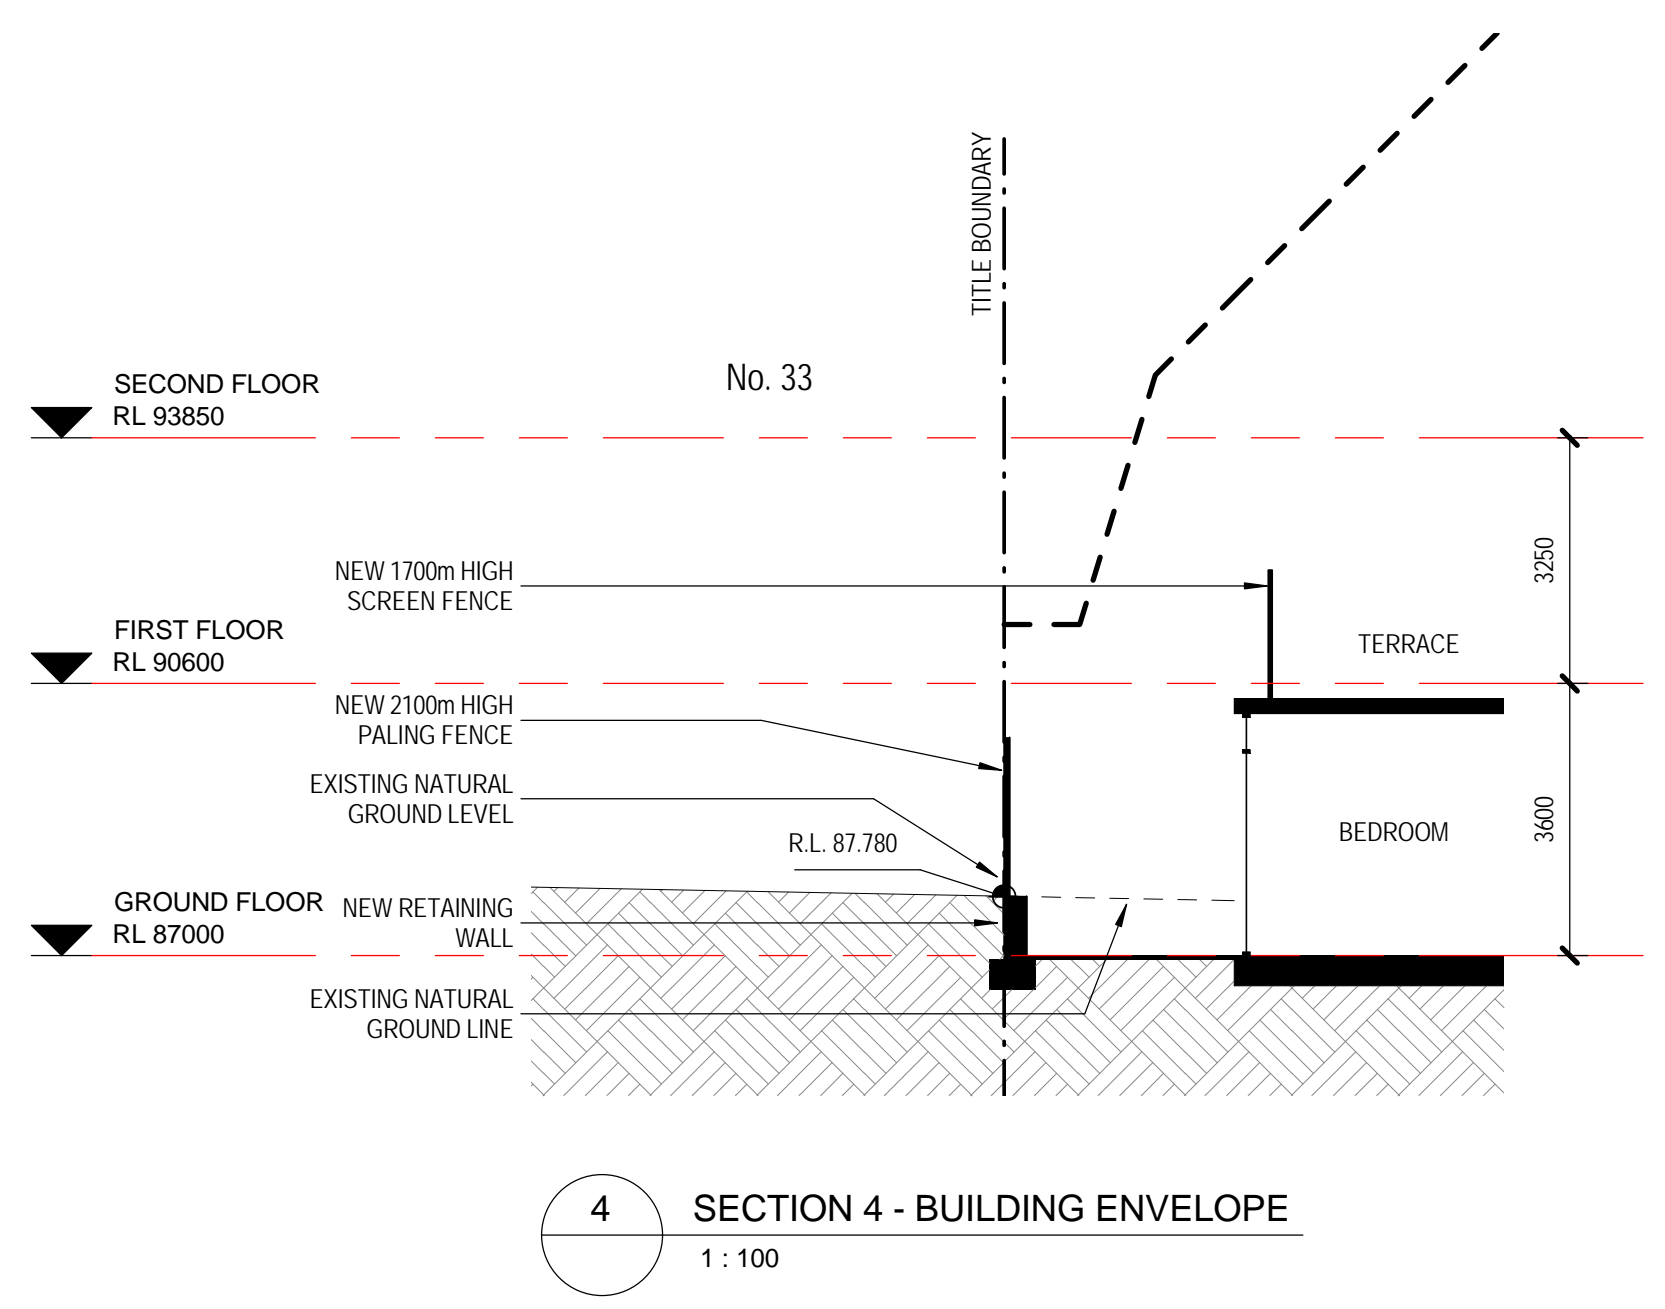 TITLE BOUNDARY
No. 33
SECOND FLOOR
RL 93850
NEW 1700m HIGH
SCREEN FENCE
3250
FIRST FLOOR
RL 90600
TERRACE
NEW 2100m HIGH
PALING FENCE
EXISTING NATURAL
GROUND LEVEL
R.L. 87.780
BEDROOM
3600
GROUND FLOOR
RL 87000
NEW RETAINING
WALL
EXISTING NATURAL
GROUND LINE
4
SECTION 4 - BUILDING ENVELOPE
1 : 100